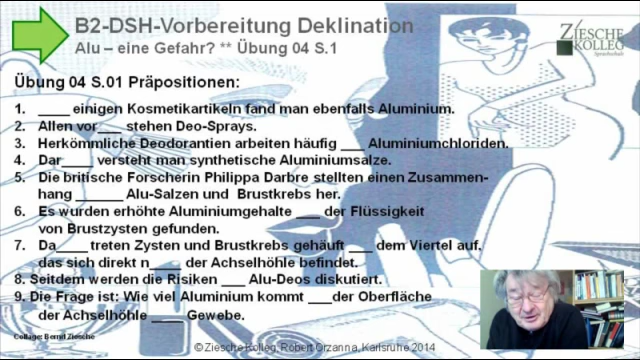 B2-DSH-Vorbereitung Deklination
Alu – eine Gefahr? ** Übung 04 S.1
ZIESCHE
KOLLEG
Sprachschule
Übung 04 S.01 Präpositionen:
1. ____ einigen Kosmetikartikeln fand man ebenfalls Aluminium.
2. Allen vor___ stehen Deo-Sprays.
3. Herkömmliche Deodorantien arbeiten häufig ___ Aluminiumchloriden.
4. Dar____ versteht man synthetische Aluminiumsalze.
5. Die britische Forscherin Philippa Darbre stellten einen Zusammen-
hang ______ Alu-Salzen und Brustkrebs her.
6. Es wurden erhöhte Aluminiumgehalte ___ der Flüssigkeit
von Brustzysten gefunden.
7. Da____ treten Zysten und Brustkrebs gehäuft ___ dem Viertel auf,
das sich direkt n____ der Achselhöhle befindet.
8. Seitdem werden die Risiken ___ Alu-Deos diskutiert.
9. Die Frage ist: Wie viel Aluminium kommt ___der Oberfläche
der Achselhöhle ____ Gewebe.
Collage: Bernd Ziesche
© Ziesche Kolleg, Robert Orzanna, Karlsruhe 2014